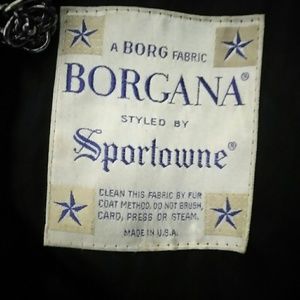 A BORG FABRIC
BORGANA®
STYLED BY
Sportowne®
CLEAN THIS FABRIC BY FUR
COAT METHOD. DO NOT BRUSH,
CARD, PRESS OR STEAM.
MADE IN U.S.A.